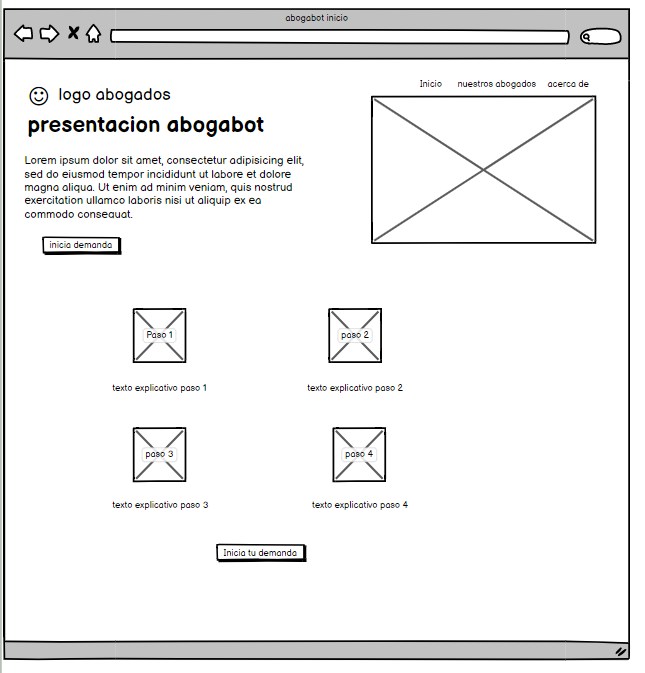 abogabot inicio
Inicio nuestros abogados acerca de
logo abogados
presentacion abogabot
Lorem ipsum dolor sit amet, consectetur adipisicing elit,
sed do eiusmod tempor incididunt ut labore et dolore
magna aliqua. Ut enim ad minim veniam, quis nostrud
exercitation ullamco laboris nisi ut aliquip ex ea
commodo consequat.
inicia demanda
Paso 1 paso 2
texto explicativo paso 1 texto explicativo paso 2
paso 3 paso 4
texto explicativo paso 3 texto explicativo paso 4
Inicia tu demanda